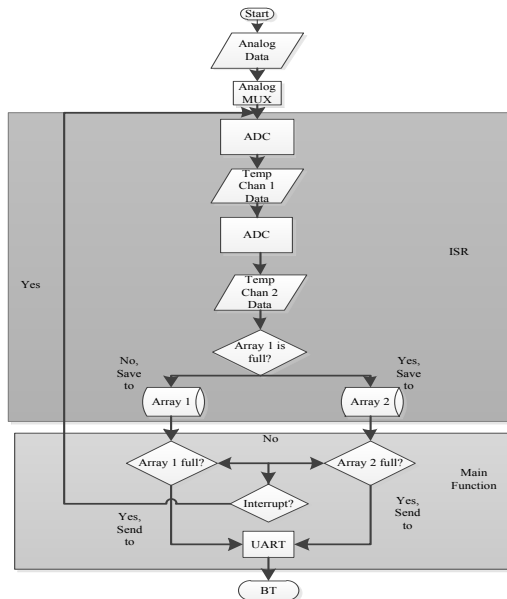 Start
Analog
Data
Analog
MUX
ADC
Temp
Chan 1
Data
ADC
Yes
ISR
Temp
Chan 2
Data
Array 1 is
full?
No,
Save
to
Yes,
Save
to
Array 1
Array 2
No
Array 1 full?
Array 2 full?
Main
Function
Interrupt?
Yes,
Send
to
Yes,
Send
to
UART
BT